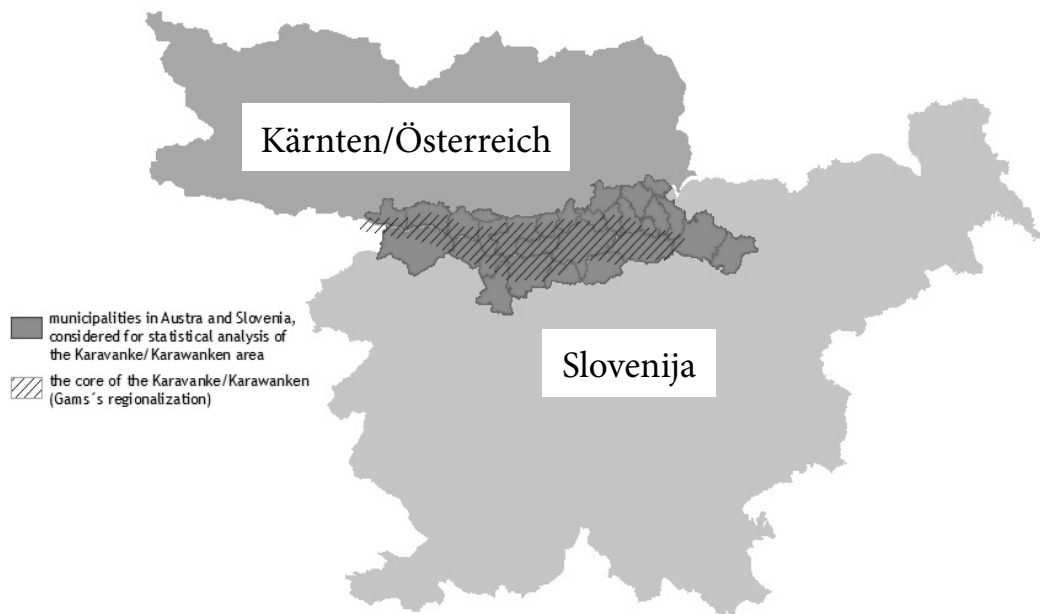 Kärnten/Österreich
municipalities in Austra and Slovenia,
considered for statistical analysis of
the Karavanke/Karawanken area
the core of the Karavanke/Karawanken
(Gams´s regionalization)
Slovenija